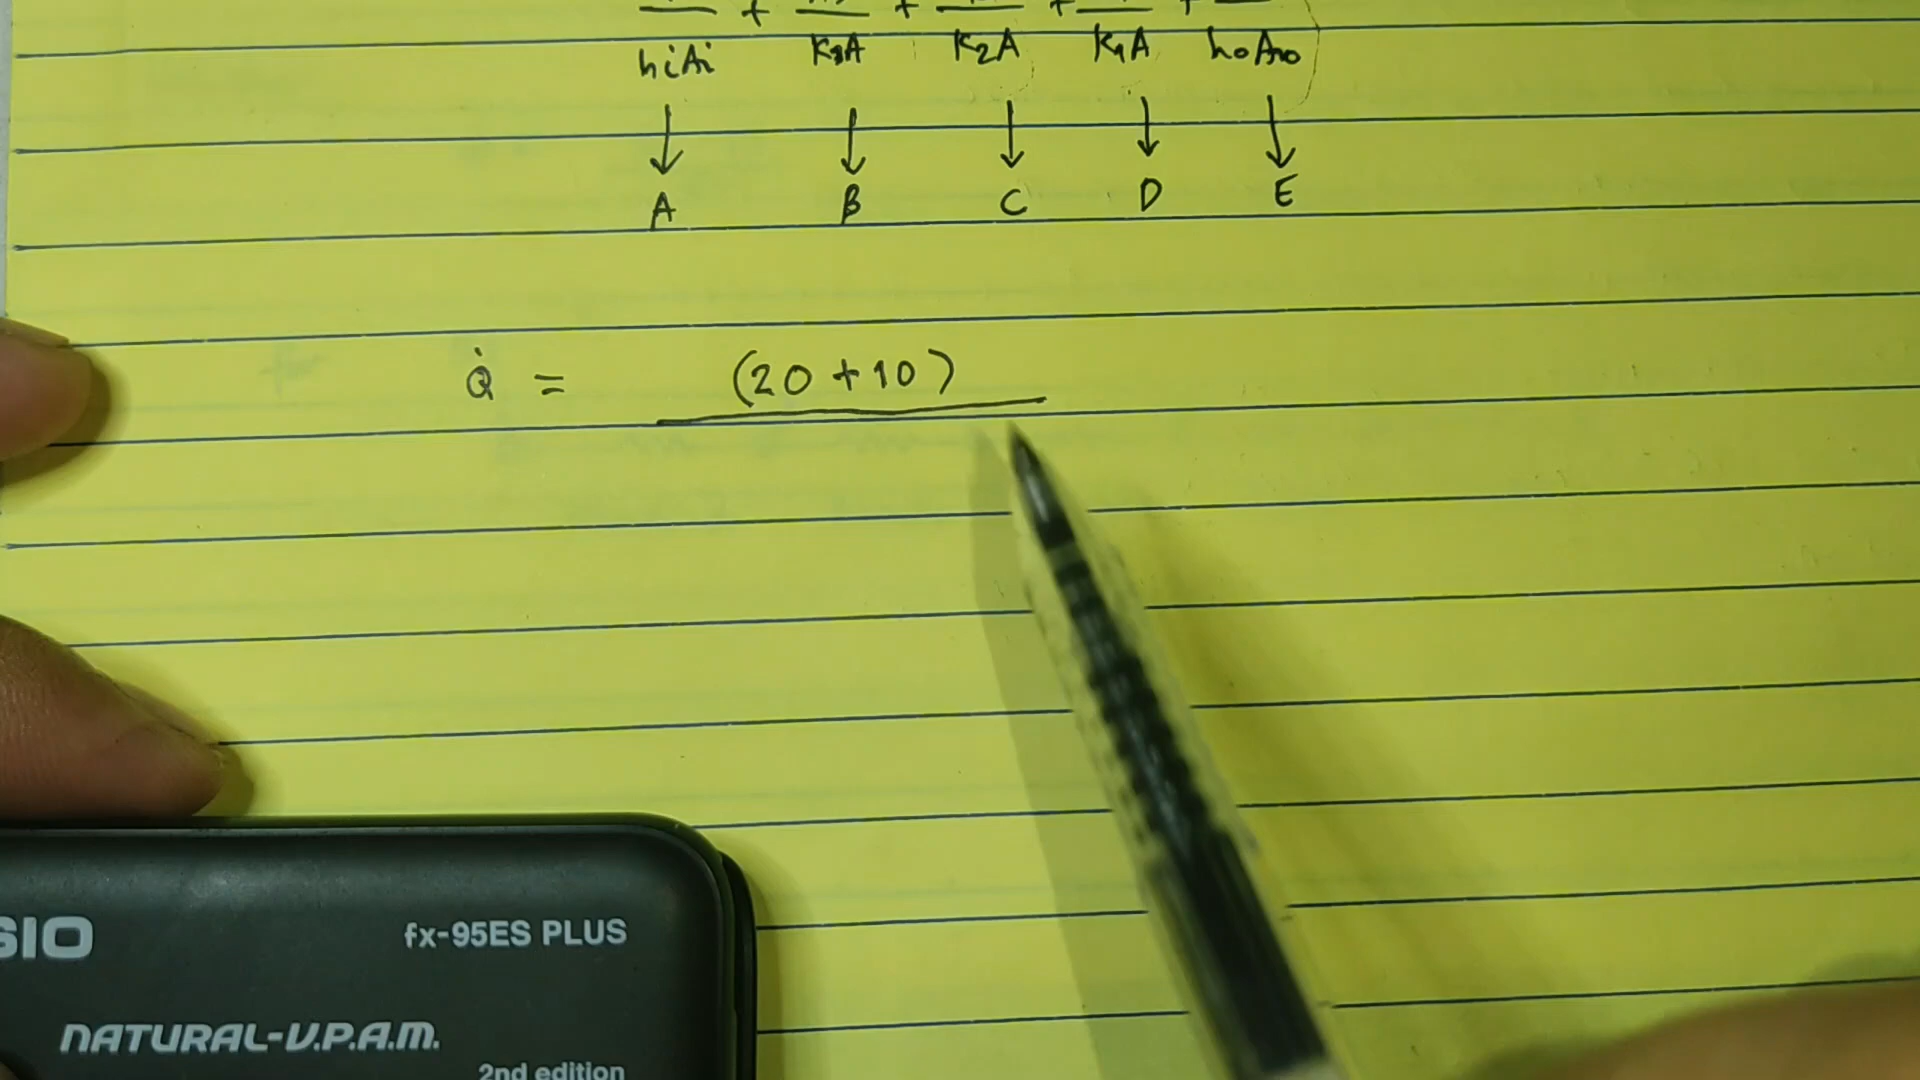 + + + +
hiAi K3A K2A K1A hoAo
A B C D E
Q̇ = (20+10)
SIO
fx-95ES PLUS
NATURAL-V.P.A.M.
2nd edition